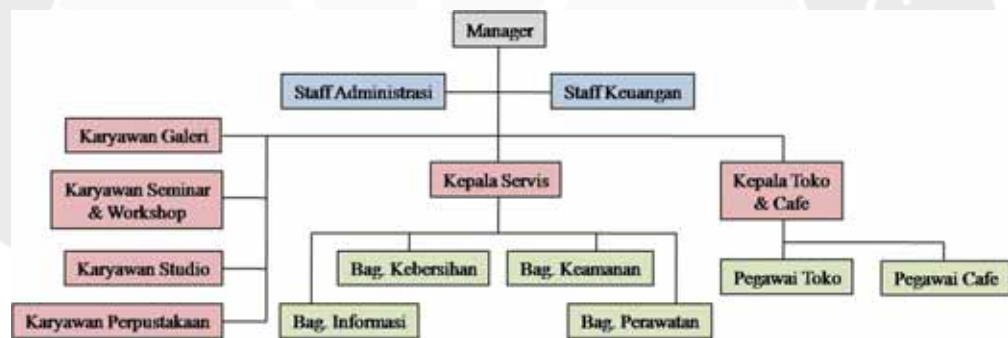 Manager
Staff Administrasi
Staff Keuangan
Karyawan Galeri
Karyawan Seminar
& Workshop
Kepala Servis
Kepala Toko
& Cafe
Karyawan Studio
Bag. Kebersihan
Bag. Keamanan
Pegawai Toko
Pegawai Cafe
Karyawan Perpustakaan
Bag. Informasi
Bag. Perawatan